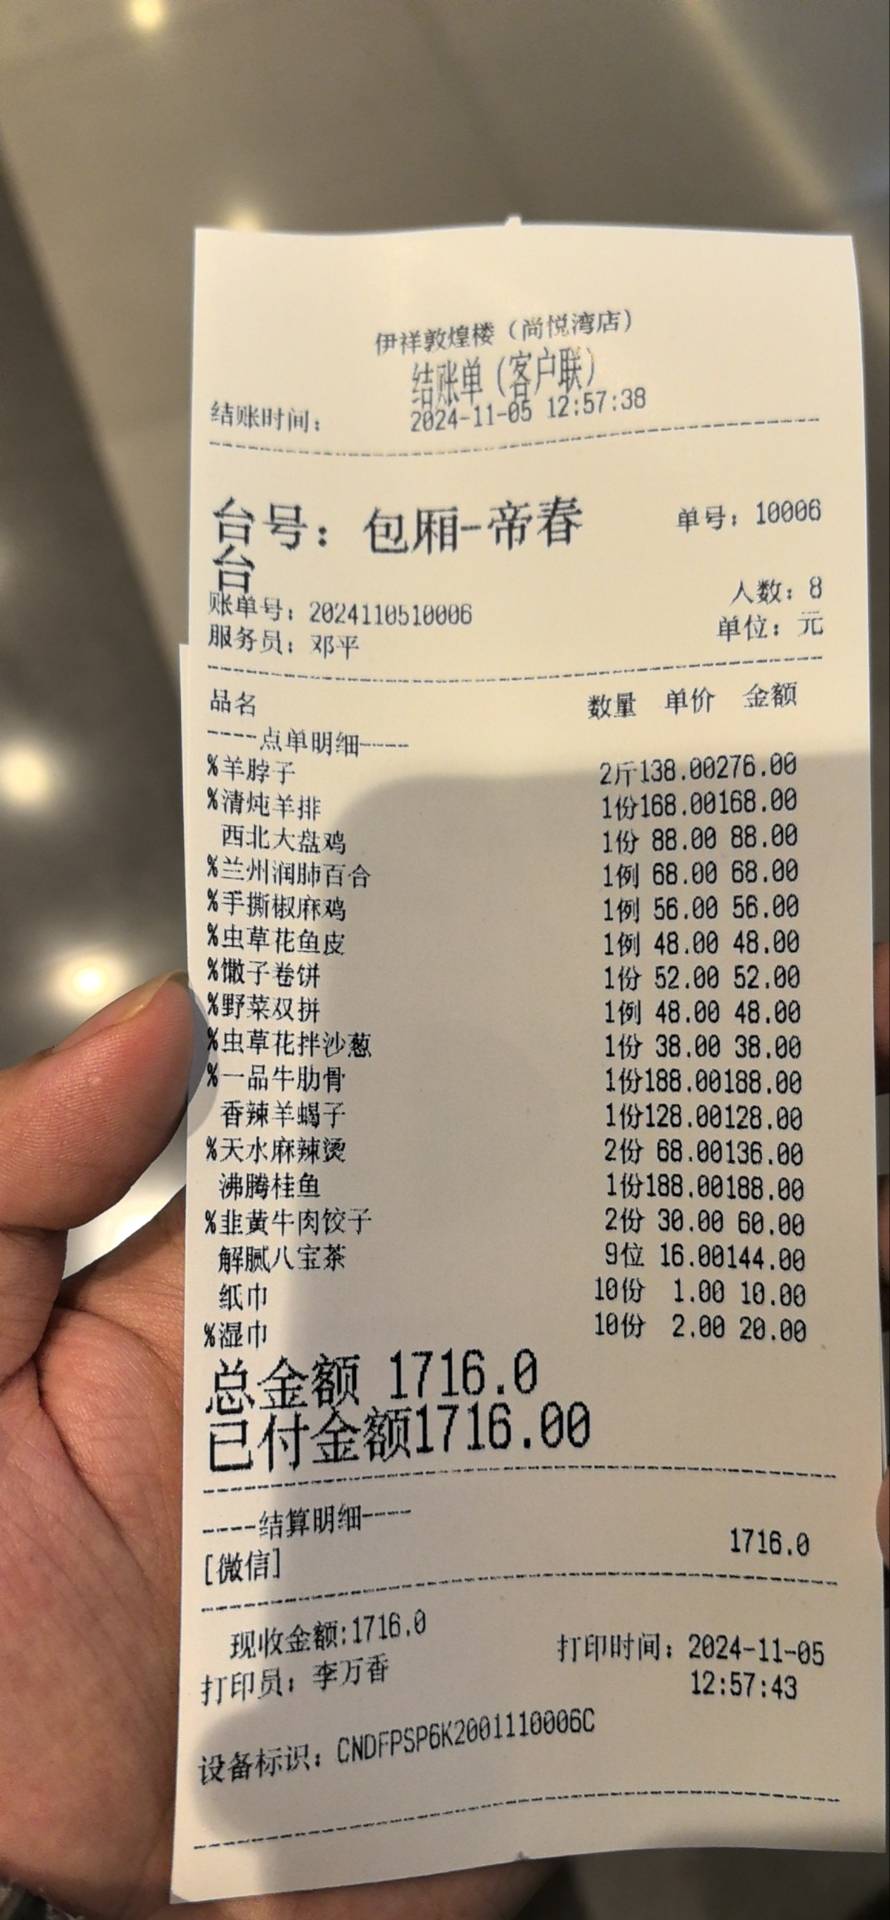 伊祥敦煌楼（尚悦湾店）
结账单（客户联）
结账时间： 2024-11-05 12:57:38
台号：包厢-帝春台 单号：10006
账单号：2024110510006 人数：8
服务员：邓平 单位：元
品名 数量 单价 金额
----点单明细----
%羊脖子 2斤138.00276.00
%清炖羊排 1份168.00168.00
西北大盘鸡 1份 88.00 88.00
%兰州润肺百合 1例 68.00 68.00
%手撕椒麻鸡 1例 56.00 56.00
%虫草花鱼皮 1例 48.00 48.00
%馓子卷饼 1份 52.00 52.00
%野菜双拼 1例 48.00 48.00
%虫草花拌沙葱 1份 38.00 38.00
%一品牛肋骨 1份188.00188.00
香辣羊蝎子 1份128.00128.00
%天水麻辣烫 2份 68.00136.00
沸腾桂鱼 1份188.00188.00
%韭黄牛肉饺子 2份 30.00 60.00
解腻八宝茶 9位 16.00144.00
纸巾 10份 1.00 10.00
%湿巾 10份 2.00 20.00
总金额 1716.0
已付金额1716.00
----结算明细----
[微信] 1716.0
现收金额:1716.0
打印员：李万香 打印时间：2024-11-05
12:57:43
设备标识：CNDFPSP6K2001110006C